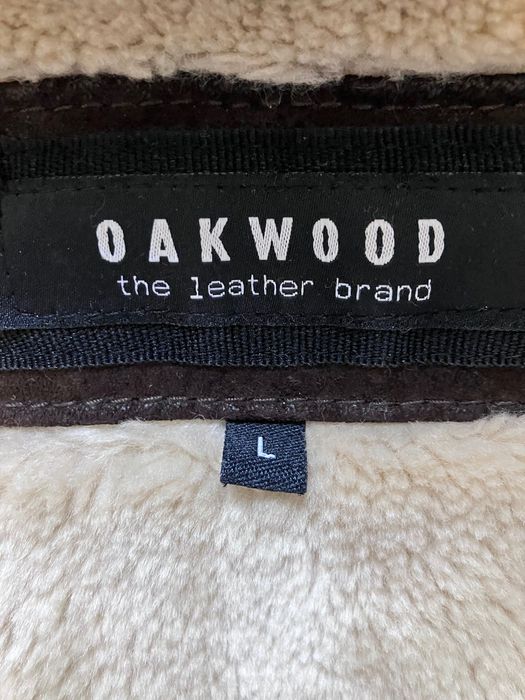 OAKWOOD
the leather brand
L